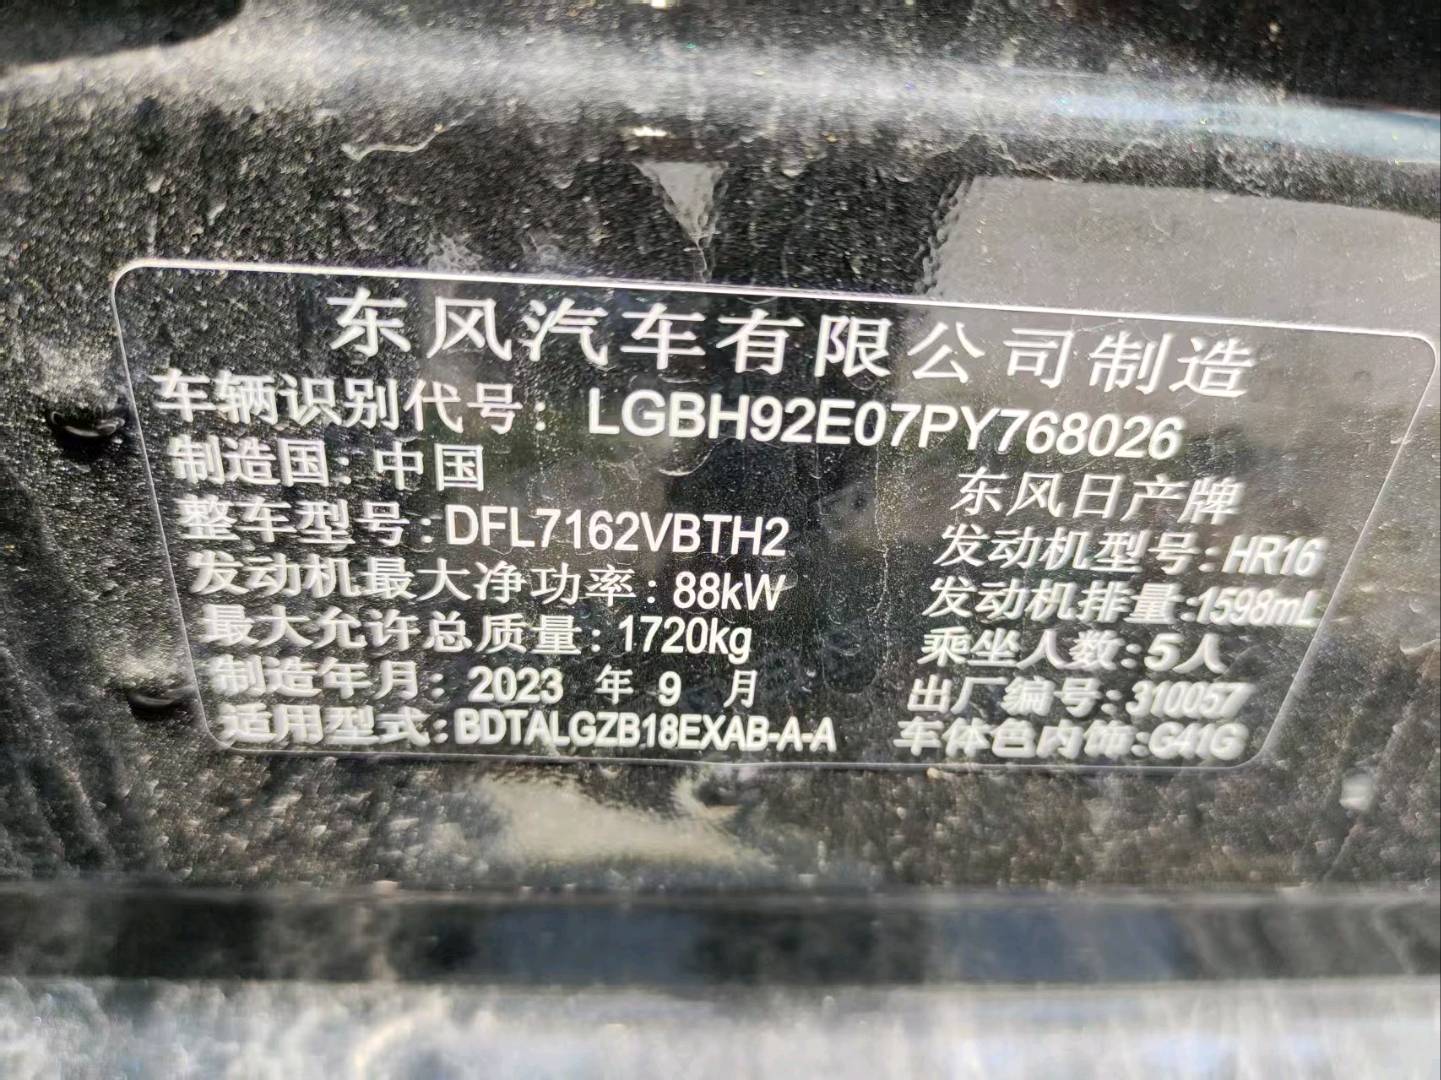 东风汽车有限公司制造
车辆识别代号：LGBH92E07PY768026
制造国：中国 东风日产牌
整车型号：DFL7162VBTH2 发动机型号：HR16
发动机最大净功率：88kW 发动机排量：1598mL
最大允许总质量：1720kg 乘坐人数：5人
制造年月：2023 年 9 月 出厂编号：310057
适用型式：BDTALGZB18EXAB-A-A 车体色内饰：G41G